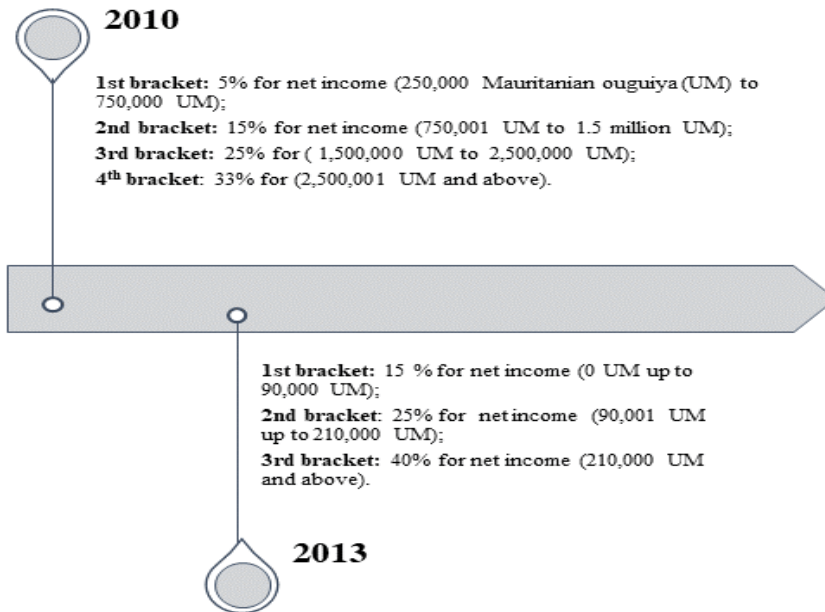 2010
1st bracket: 5% for net income (250,000 Mauritanian ouguiya (UM) to
750,000 UM);
2nd bracket: 15% for net income (750,001 UM to 1.5 million UM);
3rd bracket: 25% for ( 1,500,000 UM to 2,500,000 UM);
4th bracket: 33% for (2,500,001 UM and above).
1st bracket: 15 % for net income (0 UM up to
90,000 UM);
2nd bracket: 25% for net income (90,001 UM
up to 210,000 UM);
3rd bracket: 40% for net income (210,000 UM
and above).
2013